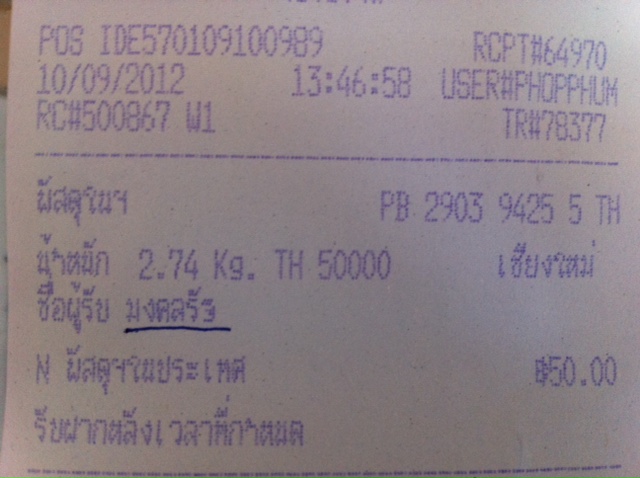 POS IDE570109100989 RCPT#64970
10/09/2012 13:46:58 USER#PHOPPHUM
RC#500867 W1 TR#78377
พัสดุในฯ PB 2903 9425 5 TH
น้ำหนัก 2.74 Kg. TH 50000 เชียงใหม่
ชื่อผู้รับ มงคลรัฐ
N พัสดุฯในประเทศ ฿50.00
รับฝากหลังเวลาที่กำหนด